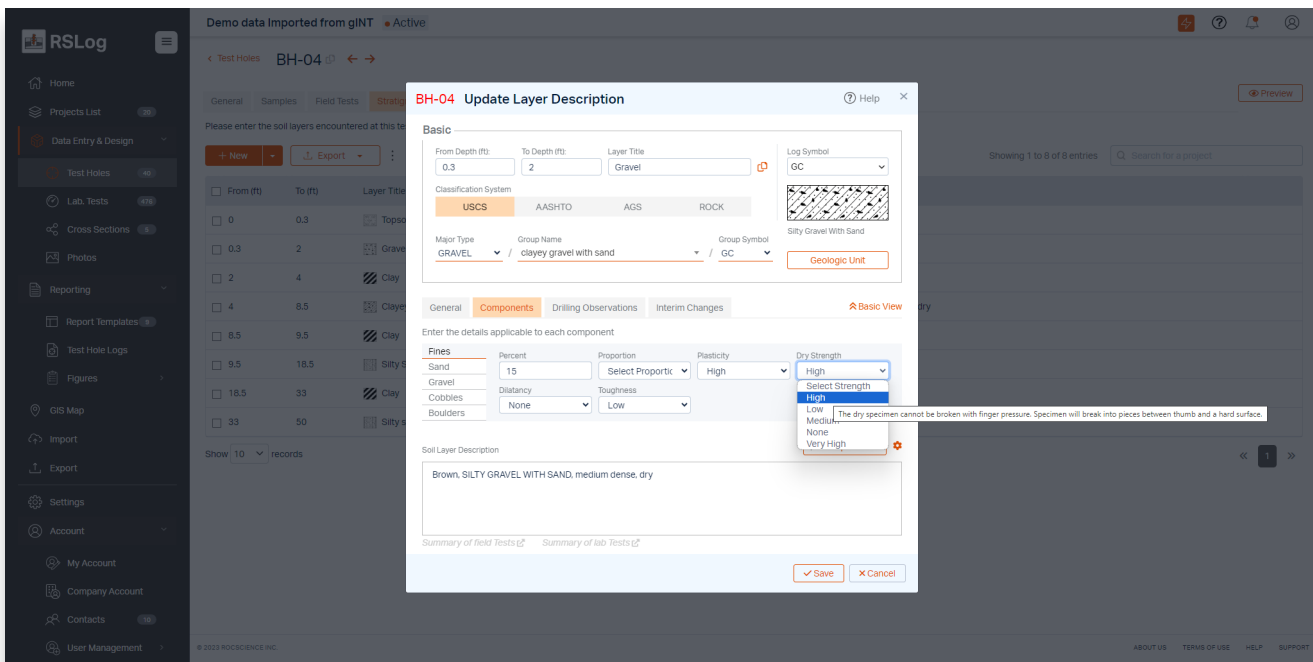 Demo data Imported from gINT • Active
RSLog
< Test Holes BH-04
Home
Projects List 20
Data Entry & Design
Test Holes 49
Lab. Tests 476
Cross Sections 5
Photos
Reporting
Report Templates 5
Test Hole Logs
Figures
GIS Map
Import
Export
Settings
Account
My Account
Company Account
Contacts 10
User Management
General Samples Field Tests Stratig
Preview
Please enter the soil layers encountered at this te
+ New Export
Showing 1 to 8 of 8 entries Search for a project
From (ft) To (ft) Layer Title
0 0.3 Topso
0.3 2 Grave
2 4 Clay
4 8.5 Claye dry
8.5 9.5 Clay
9.5 18.5 Silty S
18.5 33 Clay
33 50 Silty s
Show 10 records
« 1 »
BH-04 Update Layer Description
Help ×
Basic
From Depth (ft): To Depth (ft): Layer Title Log Symbol
0.3 2 Gravel GC
Classification System
USCS AASHTO AGS ROCK
Silty Gravel With Sand
Major Type Group Name Group Symbol
GRAVEL / clayey gravel with sand / GC
Geologic Unit
General Components Drilling Observations Interim Changes
Basic View
Enter the details applicable to each component
Fines
Sand
Gravel
Cobbles
Boulders
Percent Proportion Plasticity Dry Strength
15 Select Proportic High High
Dilatancy Toughness
None Low
Select Strength
High
Low
Medium
None
Very High
The dry specimen cannot be broken with finger pressure. Specimen will break into pieces between thumb and a hard surface.
Soil Layer Description
Brown, SILTY GRAVEL WITH SAND, medium dense, dry
Summary of field Tests Summary of lab Tests
Save × Cancel
© 2023 ROCSCIENCE INC.
ABOUT US TERMS OF USE HELP SUPPORT